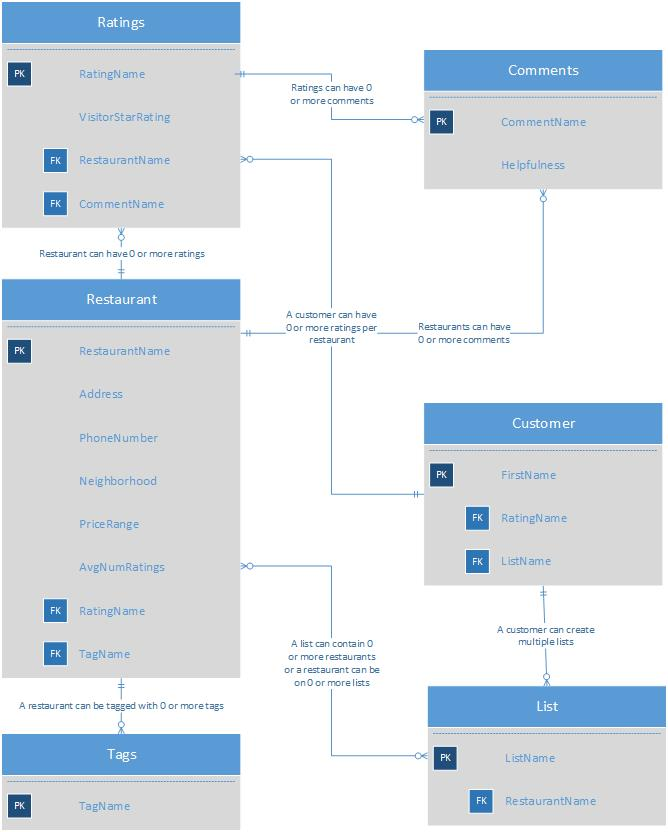 Ratings
PK RatingName
VisitorStarRating
FK RestaurantName
FK CommentName
Ratings can have 0
or more comments
Comments
PK CommentName
Helpfulness
Restaurant can have 0 or more ratings
Restaurant
PK RestaurantName
Address
PhoneNumber
Neighborhood
PriceRange
AvgNumRatings
FK RatingName
FK TagName
A customer can have
0 or more ratings per
restaurant
Restaurants can have
0 or more comments
Customer
PK FirstName
FK RatingName
FK ListName
A customer can create
multiple lists
A list can contain 0
or more restaurants
or a restaurant can be
on 0 or more lists
A restaurant can be tagged with 0 or more tags
Tags
PK TagName
List
PK ListName
FK RestaurantName